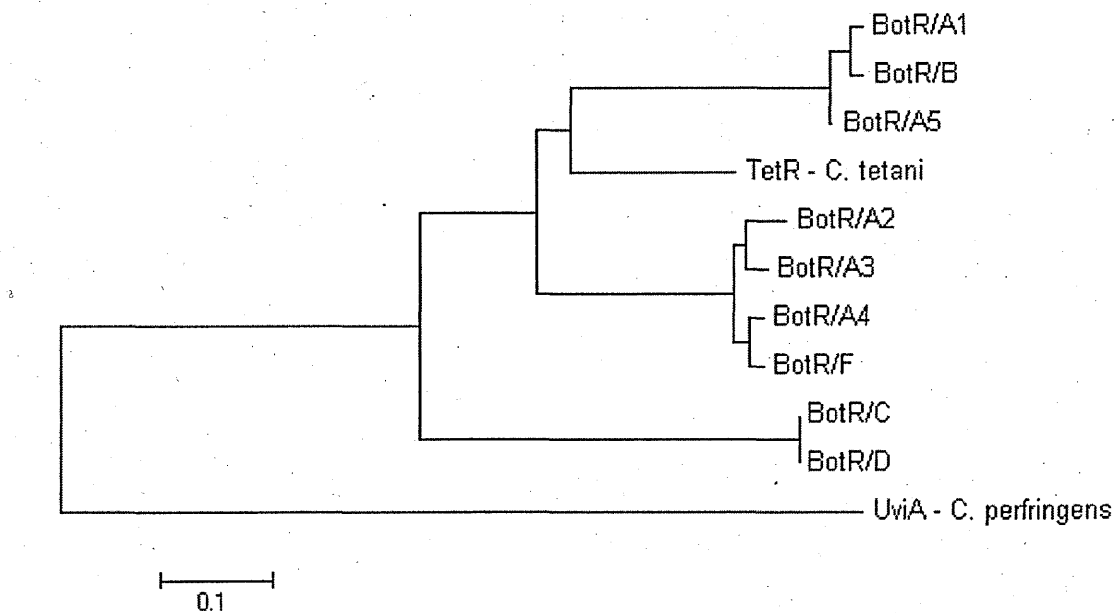 BotR/A1
BotR/B
BotR/A5
TetR - C. tetani
BotR/A2
BotR/A3
BotR/A4
BotR/F
BotR/C
BotR/D
UviA - C. perfringens
0.1